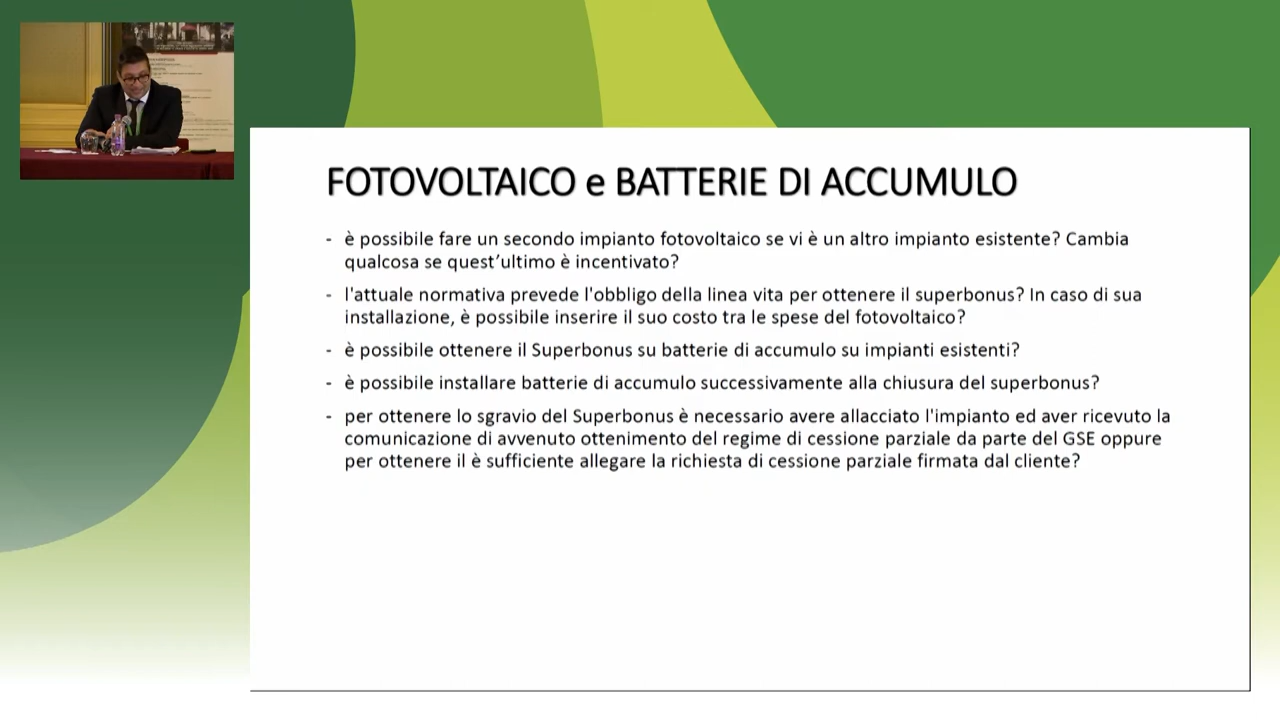 FOTOVOLTAICO e BATTERIE DI ACCUMULO
- è possibile fare un secondo impianto fotovoltaico se vi è un altro impianto esistente? Cambia
qualcosa se quest’ultimo è incentivato?
- l'attuale normativa prevede l'obbligo della linea vita per ottenere il superbonus? In caso di sua
installazione, è possibile inserire il suo costo tra le spese del fotovoltaico?
- è possibile ottenere il Superbonus su batterie di accumulo su impianti esistenti?
- è possibile installare batterie di accumulo successivamente alla chiusura del superbonus?
- per ottenere lo sgravio del Superbonus è necessario avere allacciato l'impianto ed aver ricevuto la
comunicazione di avvenuto ottenimento del regime di cessione parziale da parte del GSE oppure
per ottenere il è sufficiente allegare la richiesta di cessione parziale firmata dal cliente?